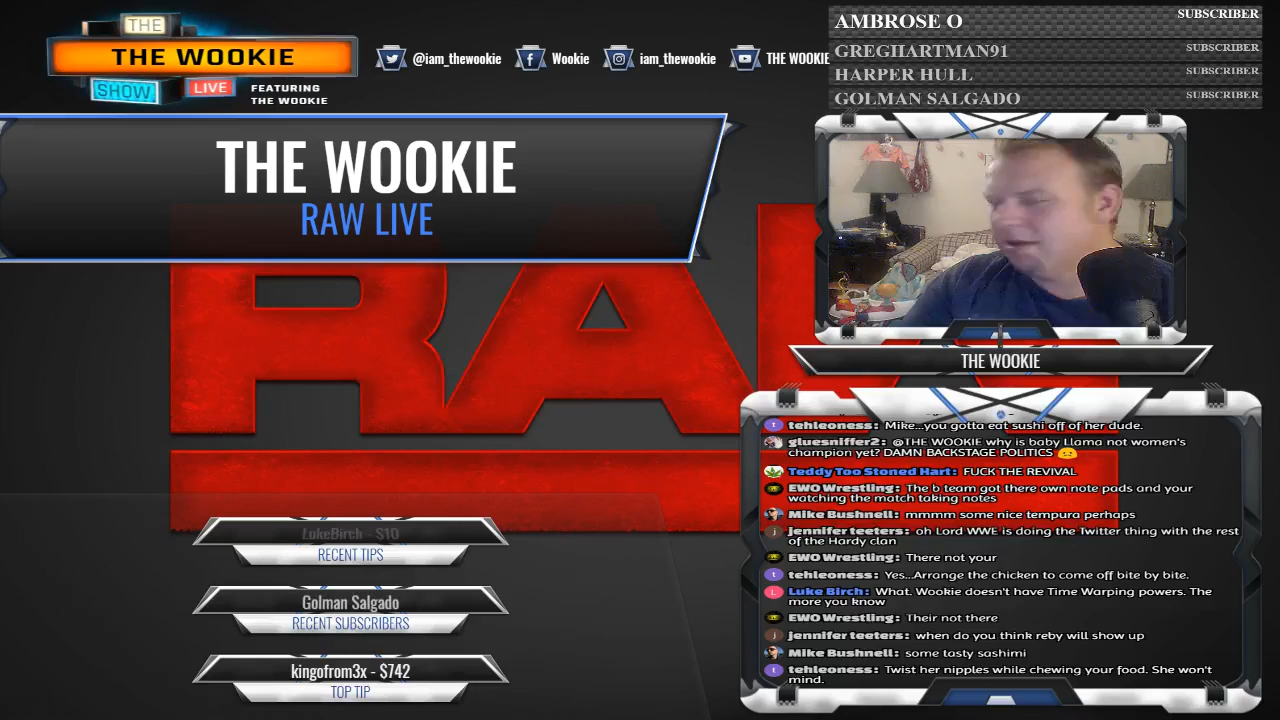 THE
THE WOOKIE
SHOW
LIVE
FEATURING
THE WOOKIE
@iam_thewookie
Wookie
iam_thewookie
THE WOOKIE
AMBROSE O SUBSCRIBER
GREGHARTMAN91 SUBSCRIBER
HARPER HULL SUBSCRIBER
GOLMAN SALGADO SUBSCRIBER
THE WOOKIE
RAW LIVE
RAW
THE WOOKIE
tehleoness: Mike...you gotta eat sushi off of her dude.
gluesniffer2: @THE WOOKIE why is baby Llama not women's
champion yet? DAMN BACKSTAGE POLITICS
Teddy Too Stoned Hart: FUCK THE REVIVAL
EWO Wrestling: The b team got there own note pads and your
watching the match taking notes
Mike Bushnell: mmmm some nice tempura perhaps
jennifer teeters: oh Lord WWE is doing the Twitter thing with the rest
of the Hardy clan
EWO Wrestling: There not your
tehleoness: Yes...Arrange the chicken to come off bite by bite.
Luke Birch: What. Wookie doesn't have Time Warping powers. The
more you know
EWO Wrestling: Their not there
jennifer teeters: when do you think reby will show up
Mike Bushnell: some tasty sashimi
tehleoness: Twist her nipples while chewing your food. She won't
mind.
LukeBirch - $10
RECENT TIPS
Golman Salgado
RECENT SUBSCRIBERS
kingofrom3x - $742
TOP TIP